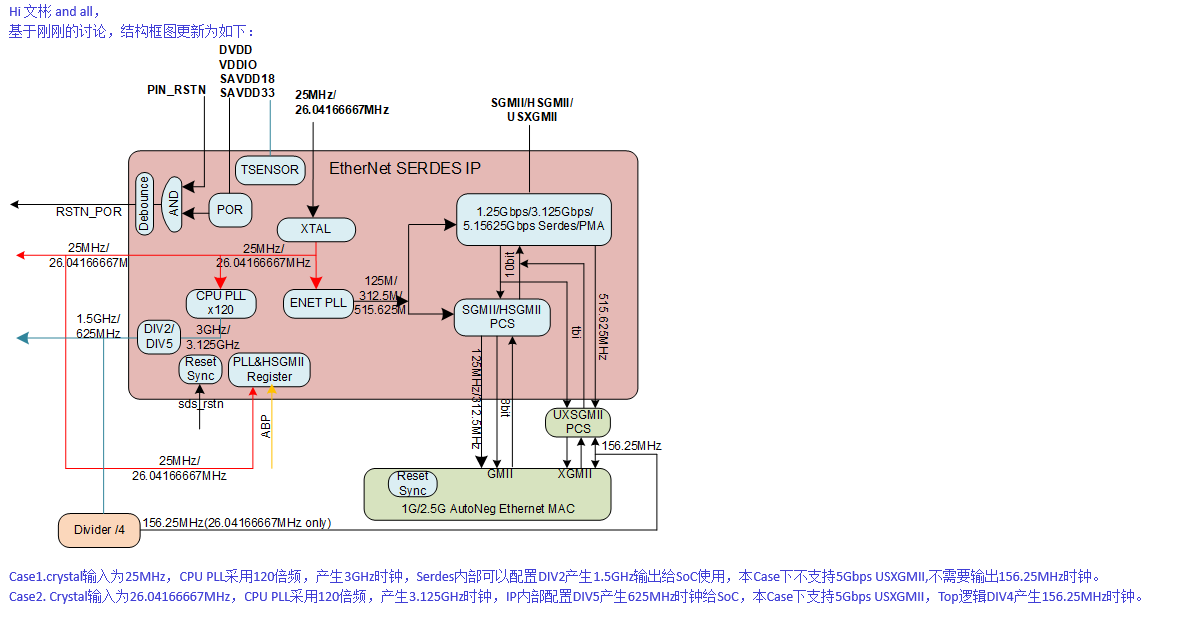 Hi 文彬 and all，
基于刚刚的讨论，结构框图更新为如下：
DVDD
VDDIO
SAVDD18
SAVDD33
PIN_RSTN
25MHz/
26.04166667MHz
SGMII/HSGMII/
USXGMII
EtherNet SERDES IP
TSENSOR
Debounce
AND
POR
RSTN_POR
XTAL
1.25Gbps/3.125Gbps/
5.15625Gbps Serdes/PMA
25MHz/
26.04166667M
25MHz/
26.04166667MHz
10bit
CPU PLL
x120
ENET PLL
125M/
312.5M/
515.625M
SGMII/HSGMII
PCS
tbi
515.625MHz
1.5GHz/
625MHz
DIV2/
DIV5
3GHz/
3.125GHz
Reset
Sync
PLL&HSGMII
Register
sds_rstn
ABP
125MHz/312.5MHz
8bit
UXSGMII
PCS
156.25MHz
25MHz/
26.04166667MHz
GMII
XGMII
Reset
Sync
1G/2.5G AutoNeg Ethernet MAC
Divider /4
156.25MHz(26.04166667MHz only)
Case1.crystal输入为25MHz，CPU PLL采用120倍频，产生3GHz时钟，Serdes内部可以配置DIV2产生1.5GHz输出给SoC使用，本Case下不支持5Gbps USXGMII,不需要输出156.25MHz时钟。
Case2. Crystal输入为26.04166667MHz，CPU PLL采用120倍频，产生3.125GHz时钟，IP内部配置DIV5产生625MHz时钟给SoC，本Case下支持5Gbps USXGMII，Top逻辑DIV4产生156.25MHz时钟。